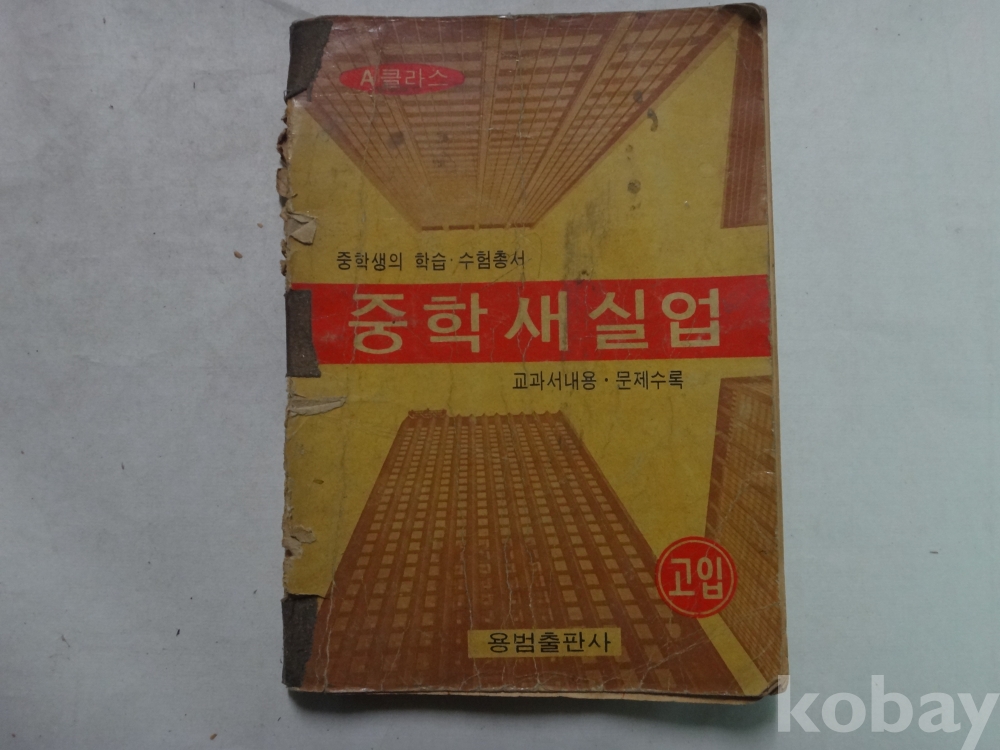 A클라스
중학생의 학습·수험총서
중학새실업
교과서내용·문제수록
고입
용범출판사
kobay